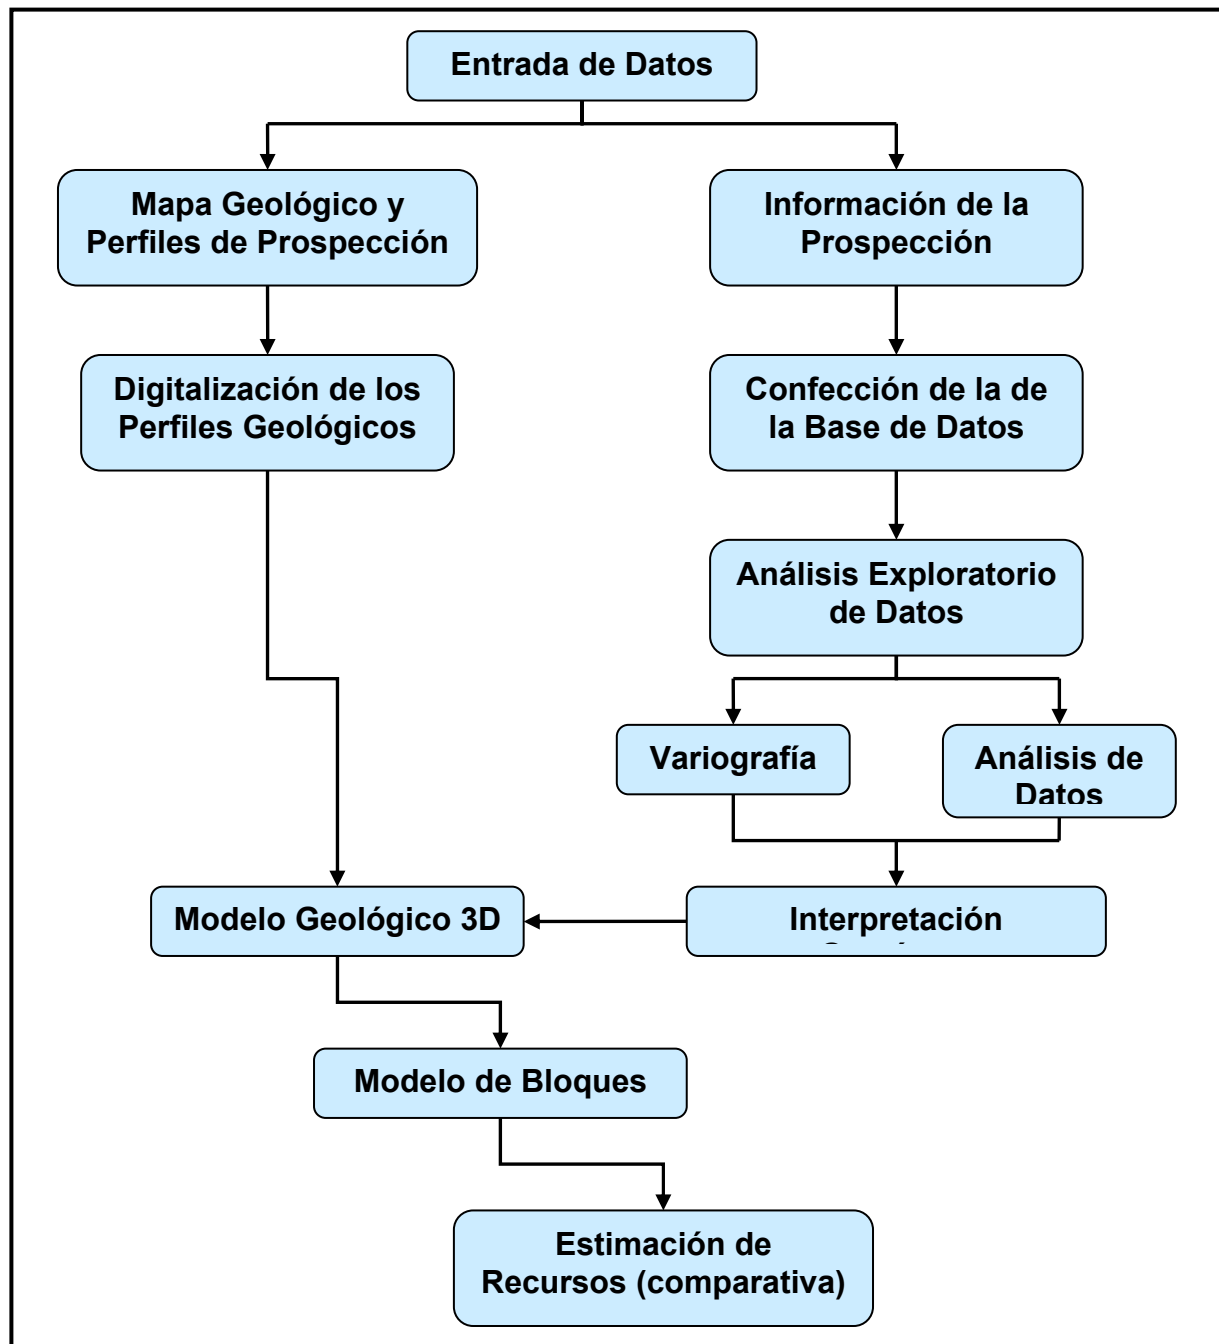 Entrada de Datos
Mapa Geológico y
Perfiles de Prospección
Información de la
Prospección
Digitalización de los
Perfiles Geológicos
Confección de la de
la Base de Datos
Análisis Exploratorio
de Datos
Variografía
Análisis de
Datos
Modelo Geológico 3D
Interpretación
Modelo de Bloques
Estimación de
Recursos (comparativa)